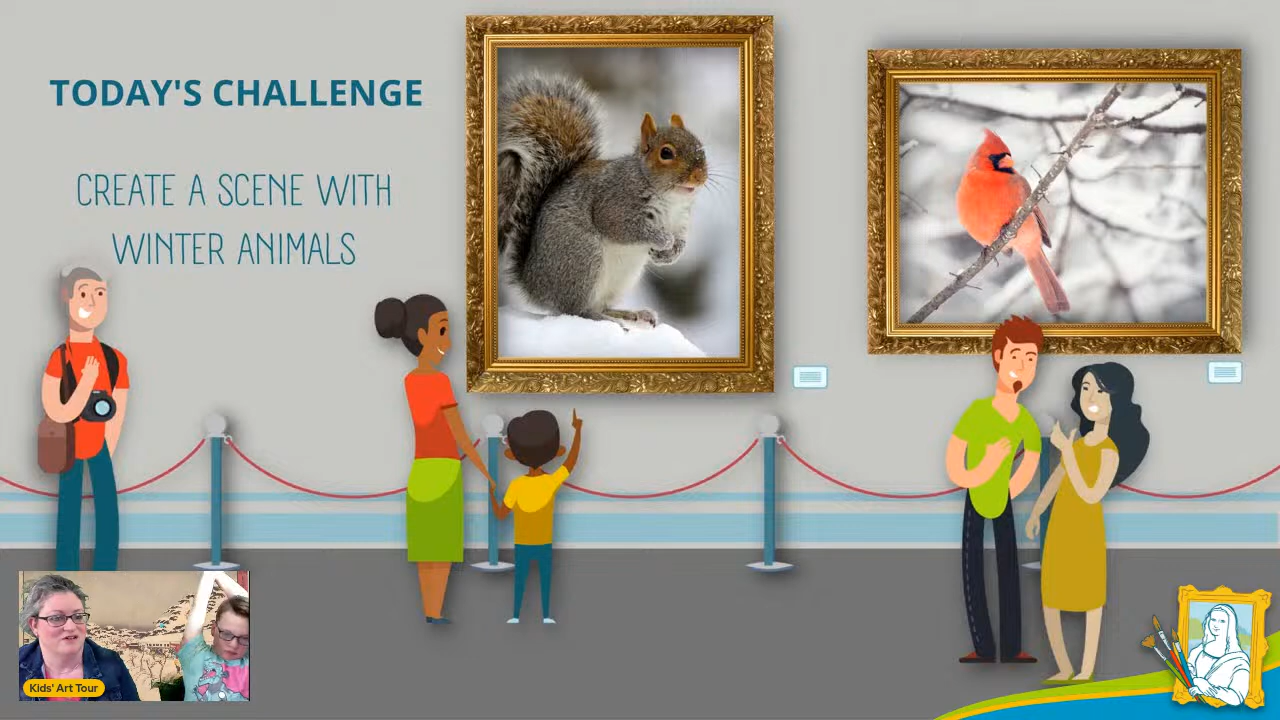 TODAY'S CHALLENGE
CREATE A SCENE WITH
WINTER ANIMALS
Kids' Art Tour